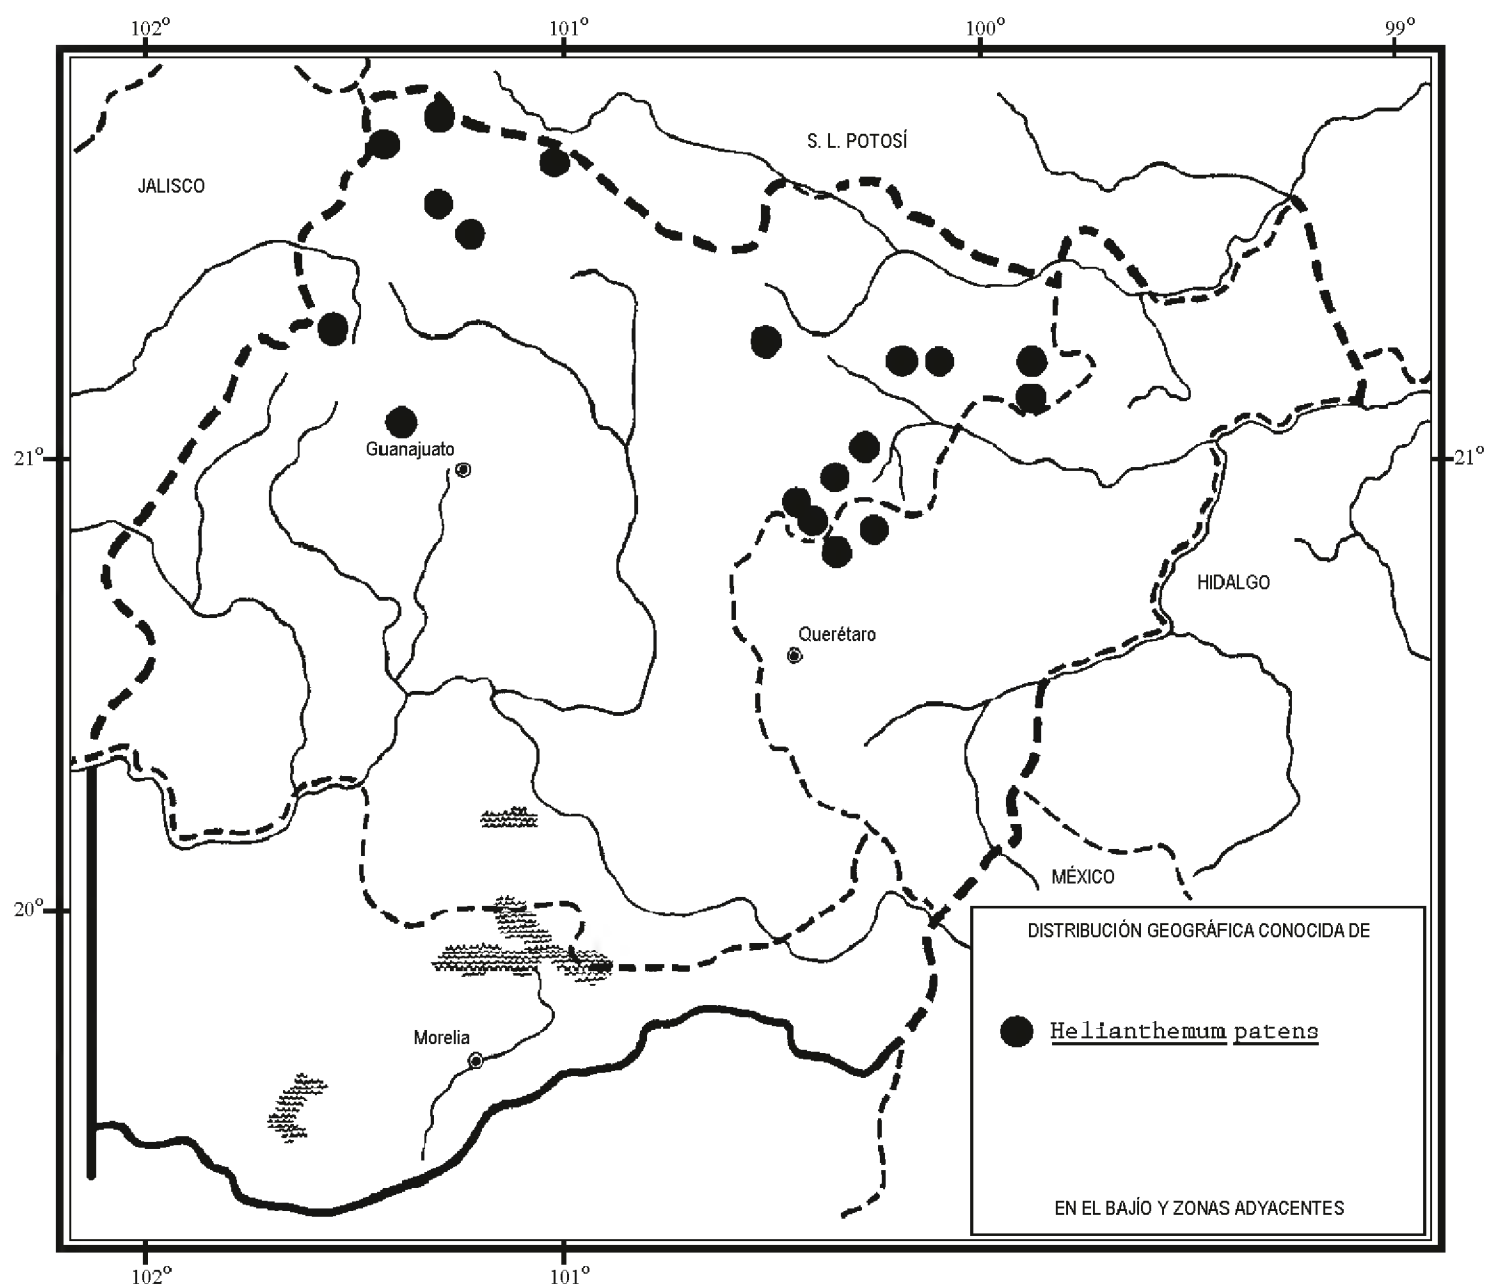 102° 101° 100° 99°
S. L. POTOSÍ
JALISCO
Guanajuato
21° 21°
HIDALGO
Querétaro
MÉXICO
20°
DISTRIBUCIÓN GEOGRÁFICA CONOCIDA DE
Helianthemum patens
Morelia
EN EL BAJÍO Y ZONAS ADYACENTES
102° 101°